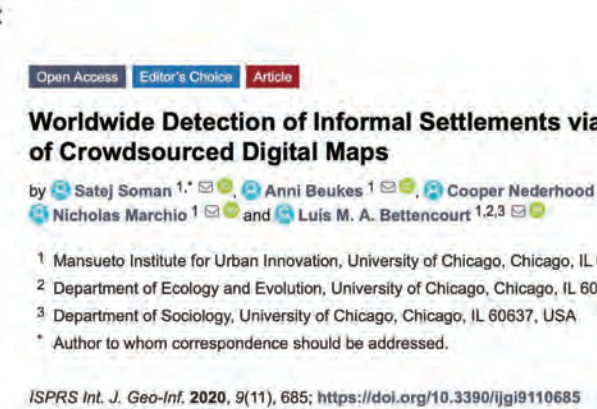 Open Access Editor's Choice Article
Worldwide Detection of Informal Settlements via
of Crowdsourced Digital Maps
by Satej Soman 1,* Anni Beukes 1, Cooper Nederhood
Nicholas Marchio 1 and Luis M. A. Bettencourt 1,2,3
1 Mansueto Institute for Urban Innovation, University of Chicago, Chicago, IL
2 Department of Ecology and Evolution, University of Chicago, Chicago, IL 60
3 Department of Sociology, University of Chicago, Chicago, IL 60637, USA
* Author to whom correspondence should be addressed.
ISPRS Int. J. Geo-Inf. 2020, 9(11), 685; https://doi.org/10.3390/ijgi9110685